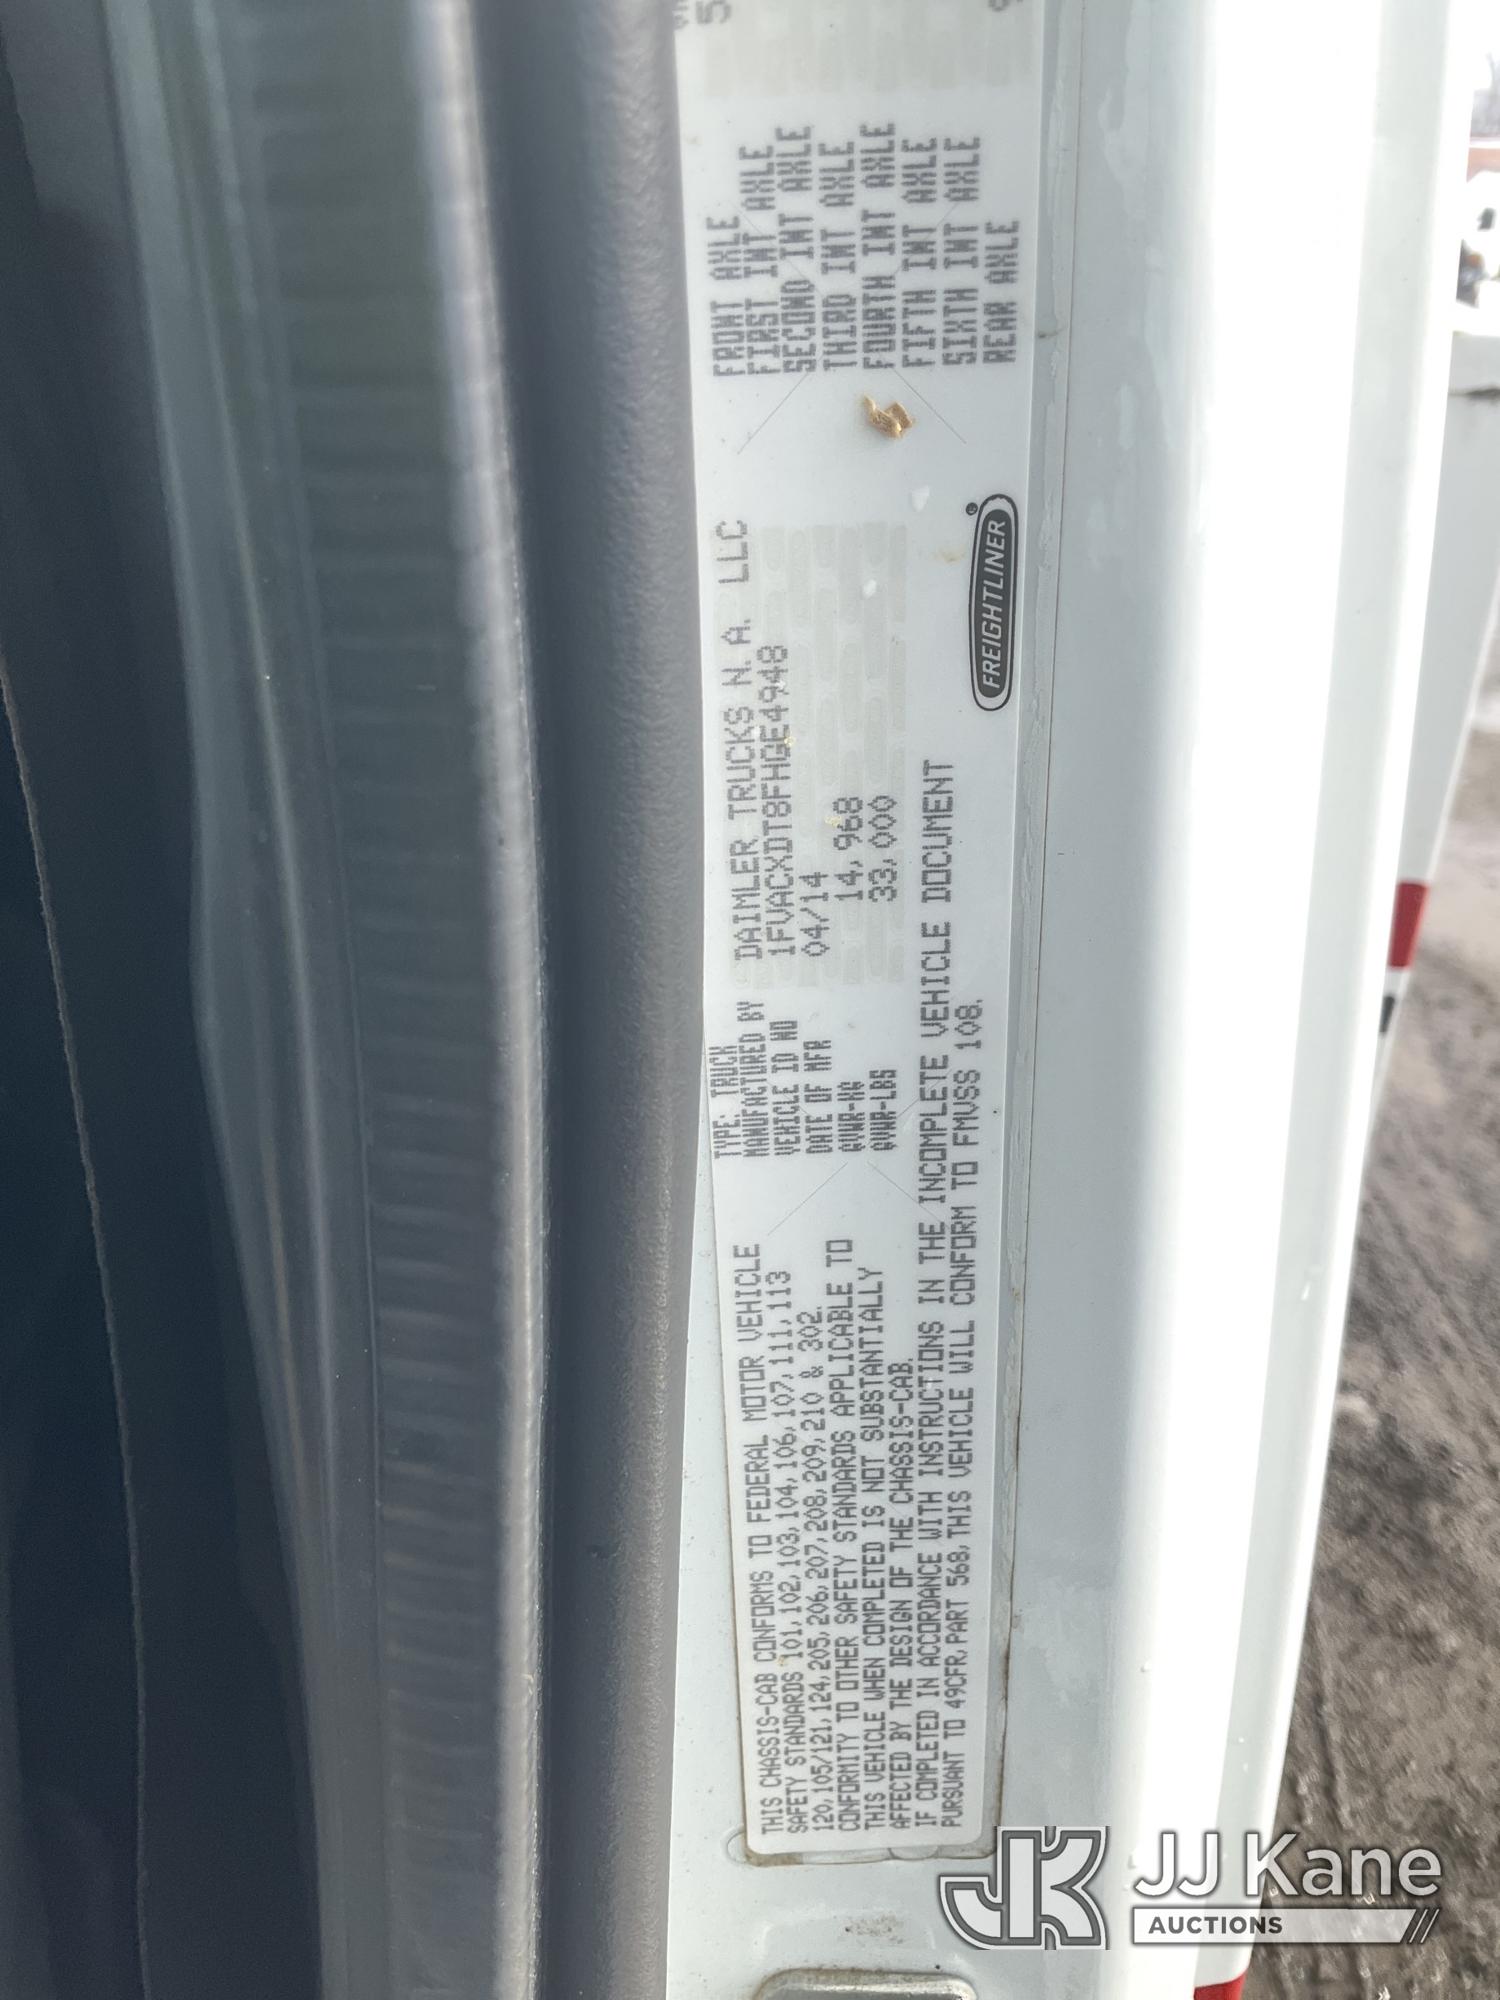 THIS CHASSIS-CAB CONFORMS TO FEDERAL MOTOR VEHICLE
SAFETY STANDARDS 101, 102, 103, 104, 106, 107, 111, 113
120, 105/121, 124, 205, 206, 207, 208, 209, 210 & 302.
CONFORMITY TO OTHER SAFETY STANDARDS APPLICABLE TO
THIS VEHICLE WHEN COMPLETED IS NOT SUBSTANTIALLY
AFFECTED BY THE DESIGN OF THE CHASSIS-CAB.
IF COMPLETED IN ACCORDANCE WITH INSTRUCTIONS IN THE INCOMPLETE VEHICLE DOCUMENT
PURSUANT TO 49CFR, PART 568, THIS VEHICLE WILL CONFORM TO FMVSS 108.
TYPE: TRUCK
MANUFACTURED BY DAIMLER TRUCKS N. A. LLC
VEHICLE ID NO 1FVACXDT8FHGE4948
DATE OF MFR 04/14
GVWR-KG 14,968
GVWR-LBS 33,000
FREIGHTLINER®
FRONT AXLE
FIRST INT AXLE
SECOND INT AXLE
THIRD INT AXLE
FOURTH INT AXLE
FIFTH INT AXLE
SIXTH INT AXLE
REAR AXLE
JK JJ Kane
AUCTIONS